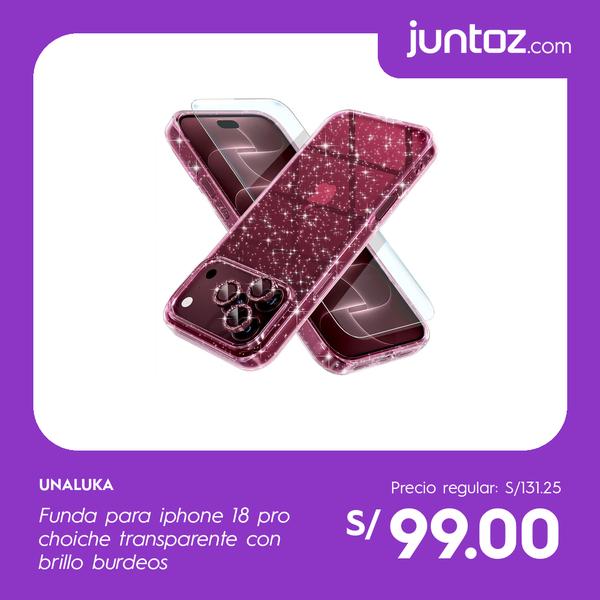 juntoz.com
UNALUKA
Funda para iphone 18 pro
choiche transparente con
brillo burdeos
Precio regular: S/131.25
S/99.00